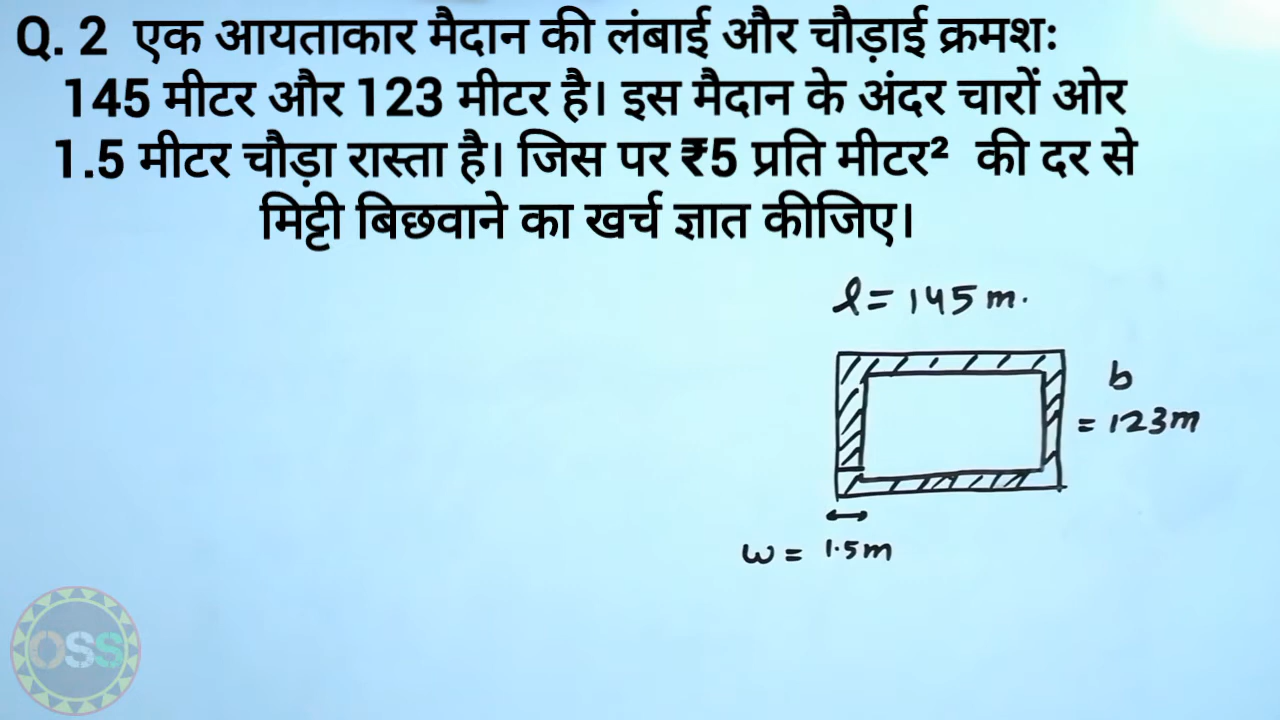 Q. 2 एक आयताकार मैदान की लंबाई और चौड़ाई क्रमशः
145 मीटर और 123 मीटर है। इस मैदान के अंदर चारों ओर
1.5 मीटर चौड़ा रास्ता है। जिस पर ₹5 प्रति मीटर² की दर से
मिट्टी बिछवाने का खर्च ज्ञात कीजिए।
l = 145 m.
b
= 123m
w = 1.5m
OSS